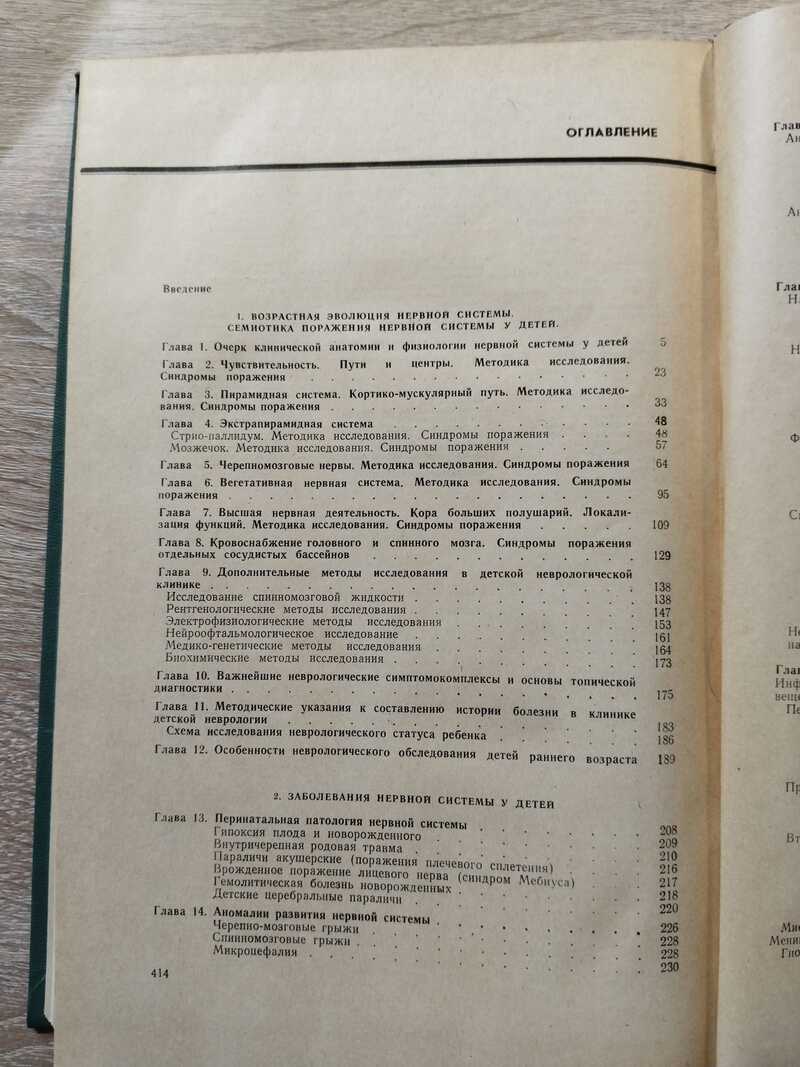 ОГЛАВЛЕНИЕ
Введение
1. ВОЗРАСТНАЯ ЭВОЛЮЦИЯ НЕРВНОЙ СИСТЕМЫ.
СЕМИОТИКА ПОРАЖЕНИЯ НЕРВНОЙ СИСТЕМЫ У ДЕТЕЙ.
Глава 1. Очерк клинической анатомии и физиологии нервной системы у детей 5
Глава 2. Чувствительность. Пути и центры. Методика исследования.
Синдромы поражения . . . . . . . . . . . . 23
Глава 3. Пирамидная система. Кортико-мускулярный путь. Методика исследо-
вания. Синдромы поражения . . . . . . . . . . . . 33
Глава 4. Экстрапирамидная система . . . . . . . . . . 48
Стрио-паллидум. Методика исследования. Синдромы поражения . . . . 48
Мозжечок. Методика исследования. Синдромы поражения . . . . . 57
Глава 5. Черепномозговые нервы. Методика исследования. Синдромы поражения 64
Глава 6. Вегетативная нервная система. Методика исследования. Синдромы
поражения . . . . . . . . . . . . . . . . 95
Глава 7. Высшая нервная деятельность. Кора больших полушарий. Локали-
зация функций. Методика исследования. Синдромы поражения . . . . . 109
Глава 8. Кровоснабжение головного и спинного мозга. Синдромы поражения
отдельных сосудистых бассейнов . . . . . . . . . . 129
Глава 9. Дополнительные методы исследования в детской неврологической
клинике . . . . . . . . . . . . . . . . 138
Исследование спинномозговой жидкости . . . . . . . . . 138
Рентгенологические методы исследования . . . . . . . . . 147
Электрофизиологические методы исследования . . . . . . . . 153
Нейроофтальмологическое исследование . . . . . . . . . 161
Медико-генетические методы исследования . . . . . . . . 164
Биохимические методы исследования . . . . . . . . . . 173
Глава 10. Важнейшие неврологические симптомокомплексы и основы топической
диагностики . . . . . . . . . . . . . . . 175
Глава 11. Методические указания к составлению истории болезни в клинике
детской неврологии . . . . . . . . . . . . . 183
Схема исследования неврологического статуса ребенка . . . . . . 186
Глава 12. Особенности неврологического обследования детей раннего возраста 189
2. ЗАБОЛЕВАНИЯ НЕРВНОЙ СИСТЕМЫ У ДЕТЕЙ
Глава 13. Перинатальная патология нервной системы . . . . . . 208
Гипоксия плода и новорожденного . . . . . . . . 209
Внутричерепная родовая травма . . . . . . . . 210
Параличи акушерские (поражения плечевого сплетения) . . . . 216
Врожденное поражение лицевого нерва (синдром Мебиуса) . . . 217
Гемолитическая болезнь новорожденных . . . . . . . 218
Детские церебральные параличи . . . . . . . . 220
Глава 14. Аномалии развития нервной системы . . . . . . . 226
Черепно-мозговые грыжи . . . . . . . . . . 228
Спинномозговые грыжи . . . . . . . . . . 228
Микроцефалия . . . . . . . . . . . . 230
414